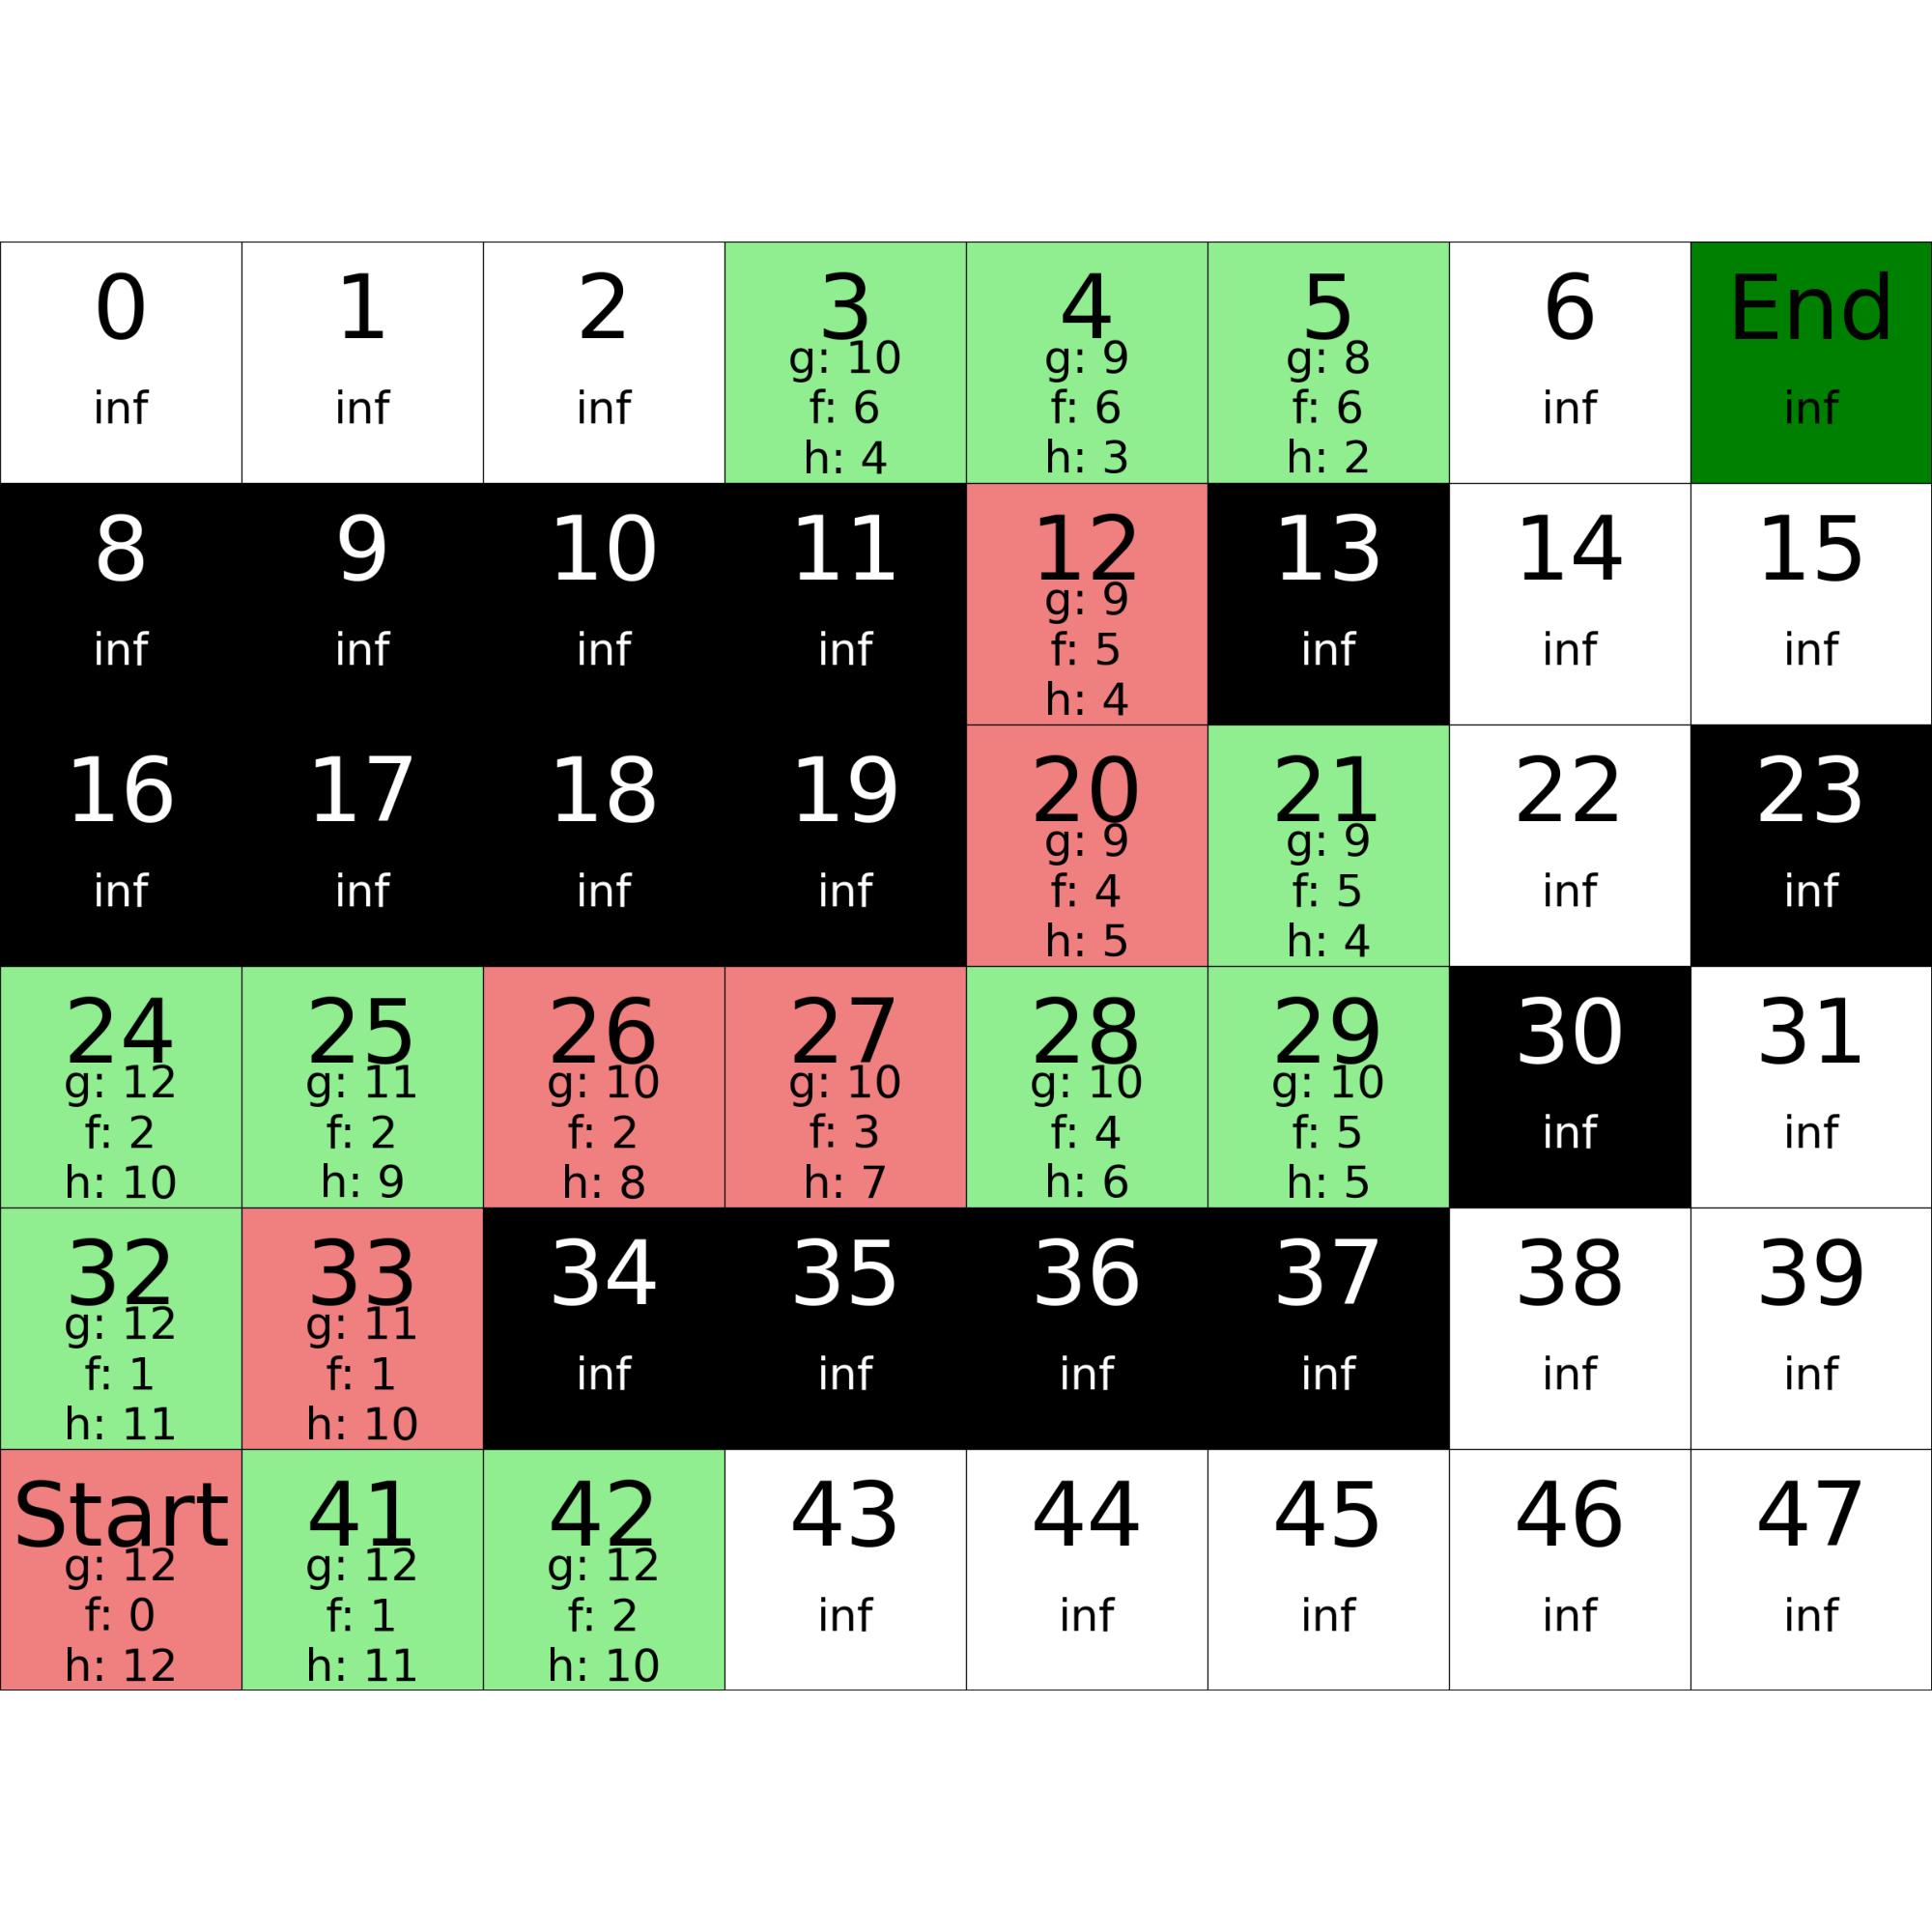 0 1 2 3 4 5 6 End
g: 10 g: 9 g: 8
inf inf inf f: 6 f: 6 f: 6 inf inf
h: 4 h: 3 h: 2
8 9 10 11 12 13 14 15
g: 9
inf inf inf inf f: 5 inf inf inf
h: 4
16 17 18 19 20 21 22 23
g: 9 g: 9
inf inf inf inf f: 4 f: 5 inf inf
h: 5 h: 4
24 25 26 27 28 29 30 31
g: 12 g: 11 g: 10 g: 10 g: 10 g: 10
f: 2 f: 2 f: 2 f: 3 f: 4 f: 5 inf inf
h: 10 h: 9 h: 8 h: 7 h: 6 h: 5
32 33 34 35 36 37 38 39
g: 12 g: 11
f: 1 f: 1 inf inf inf inf inf inf
h: 11 h: 10
Start 41 42 43 44 45 46 47
g: 12 g: 12 g: 12
f: 0 f: 1 f: 2 inf inf inf inf inf
h: 12 h: 11 h: 10